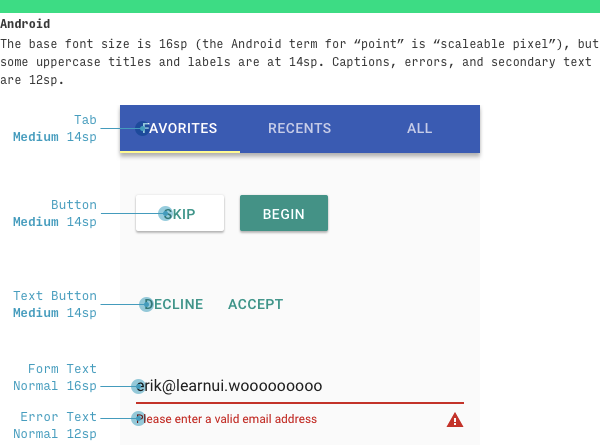 Android
The base font size is 16sp (the Android term for “point” is “scaleable pixel”), but
some uppercase titles and labels are at 14sp. Captions, errors, and secondary text
are 12sp.
Tab
Medium 14sp
FAVORITES RECENTS ALL
Button
Medium 14sp
SKIP BEGIN
Text Button
Medium 14sp
DECLINE ACCEPT
Form Text
Normal 16sp
erik@learnui.wooooooooo
Error Text
Normal 12sp
Please enter a valid email address